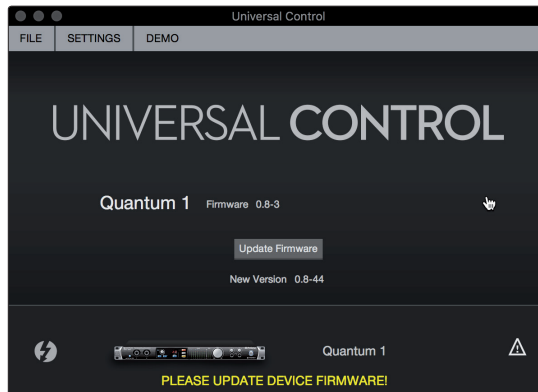 Universal Control
FILE SETTINGS DEMO
UNIVERSAL CONTROL
Quantum 1 Firmware 0.8-3
Update Firmware
New Version 0.8-44
Quantum 1
PLEASE UPDATE DEVICE FIRMWARE!